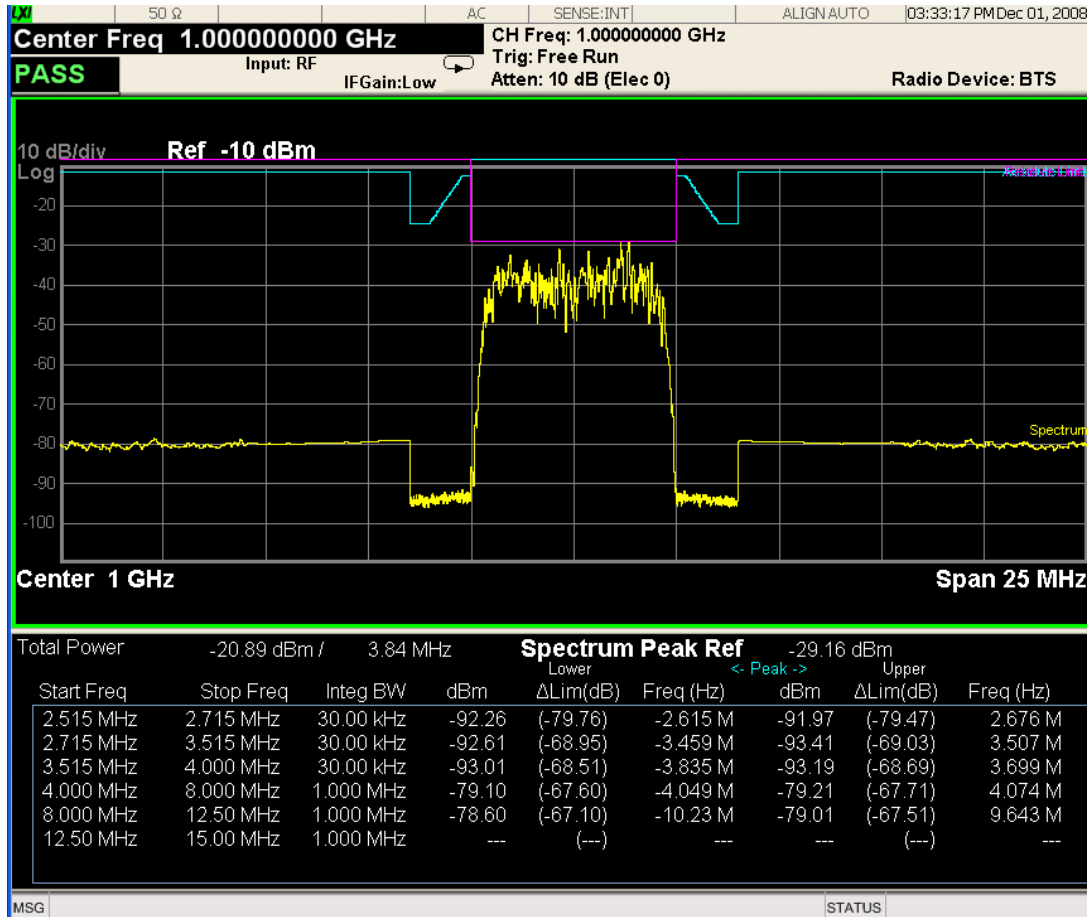 LXI 50 Ω AC SENSE:INT ALIGN AUTO 03:33:17 PM Dec 01, 2008
Center Freq 1.000000000 GHz CH Freq: 1.000000000 GHz
Input: RF Trig: Free Run
PASS IFGain:Low Atten: 10 dB (Elec 0) Radio Device: BTS
10 dB/div Ref -10 dBm
Log
-20
-30
-40
-50
-60
-70
-80 Spectrum
-90
-100
Center 1 GHz Span 25 MHz
Total Power -20.89 dBm / 3.84 MHz Spectrum Peak Ref -29.16 dBm
Lower <- Peak -> Upper
Start Freq Stop Freq Integ BW dBm ΔLim(dB) Freq (Hz) dBm ΔLim(dB) Freq (Hz)
2.515 MHz 2.715 MHz 30.00 kHz -92.26 (-79.76) -2.615 M -91.97 (-79.47) 2.676 M
2.715 MHz 3.515 MHz 30.00 kHz -92.61 (-68.95) -3.459 M -93.41 (-69.03) 3.507 M
3.515 MHz 4.000 MHz 30.00 kHz -93.01 (-68.51) -3.835 M -93.19 (-68.69) 3.699 M
4.000 MHz 8.000 MHz 1.000 MHz -79.10 (-67.60) -4.049 M -79.21 (-67.71) 4.074 M
8.000 MHz 12.50 MHz 1.000 MHz -78.60 (-67.10) -10.23 M -79.01 (-67.51) 9.643 M
12.50 MHz 15.00 MHz 1.000 MHz --- (---) --- --- (---) ---
MSG STATUS